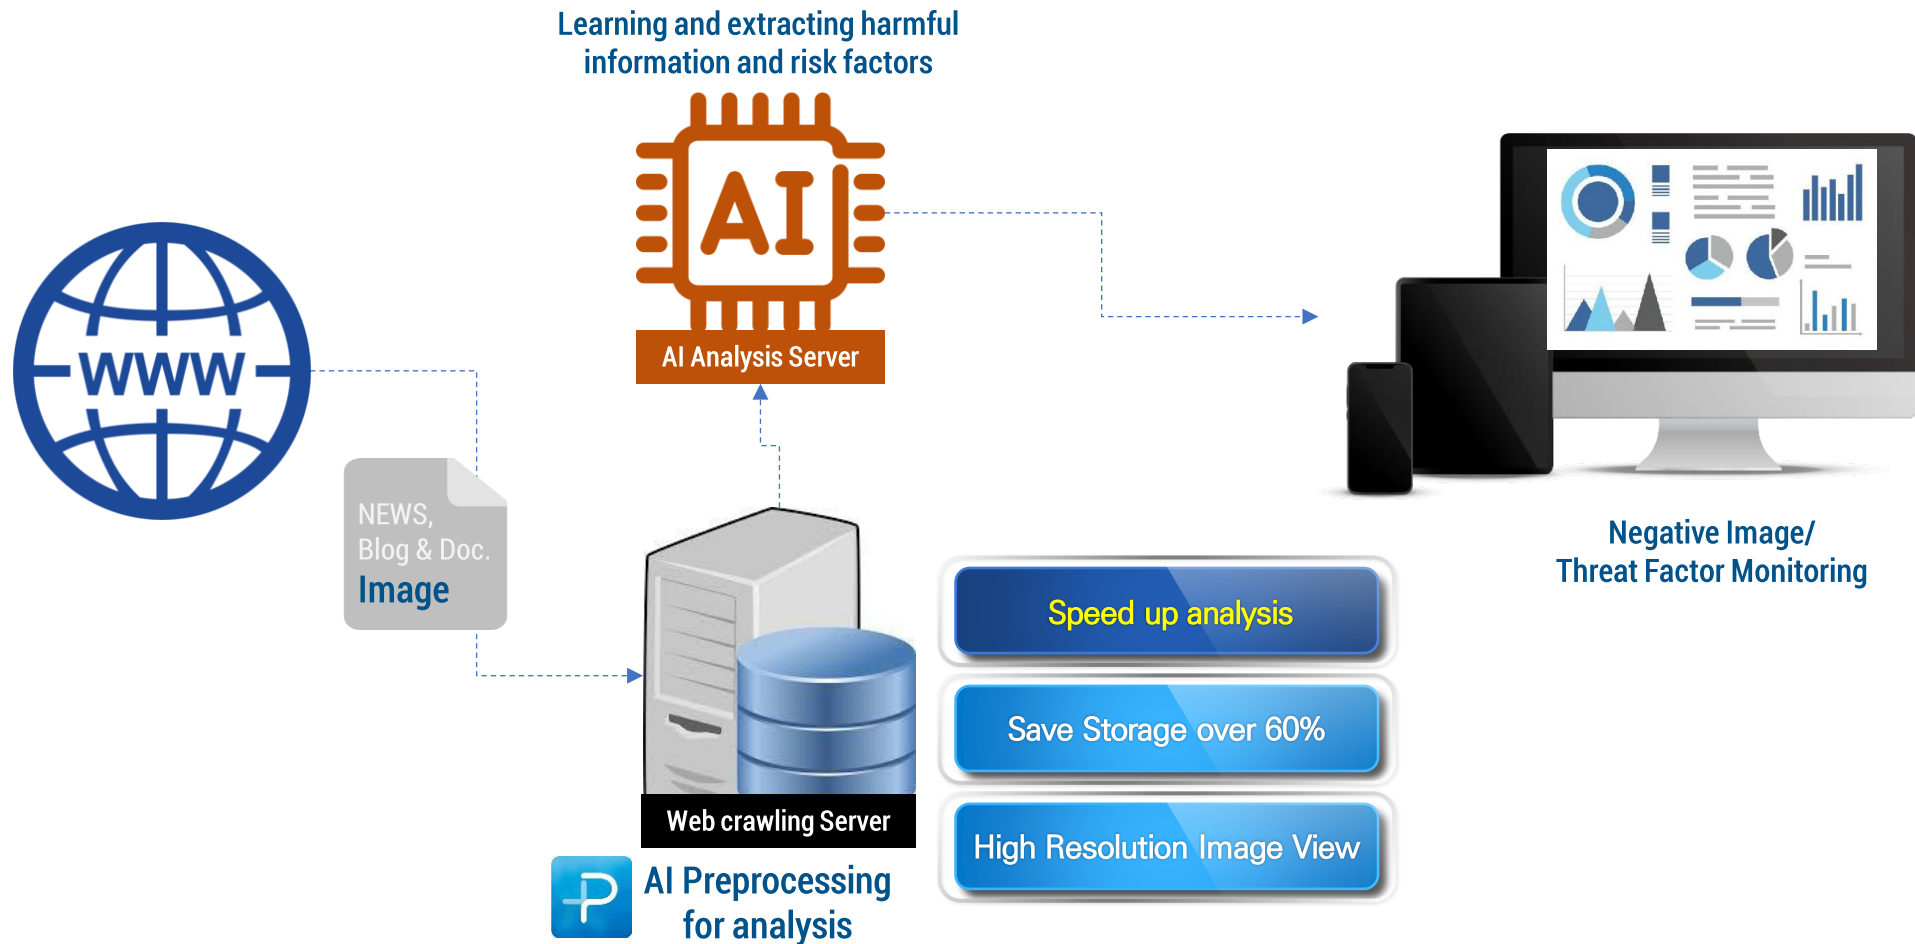 Learning and extracting harmful
information and risk factors
AI
AI Analysis Server
WWW
NEWS,
Blog & Doc.
Image
Negative Image/
Threat Factor Monitoring
Speed up analysis
Save Storage over 60%
High Resolution Image View
Web crawling Server
P
AI Preprocessing
for analysis